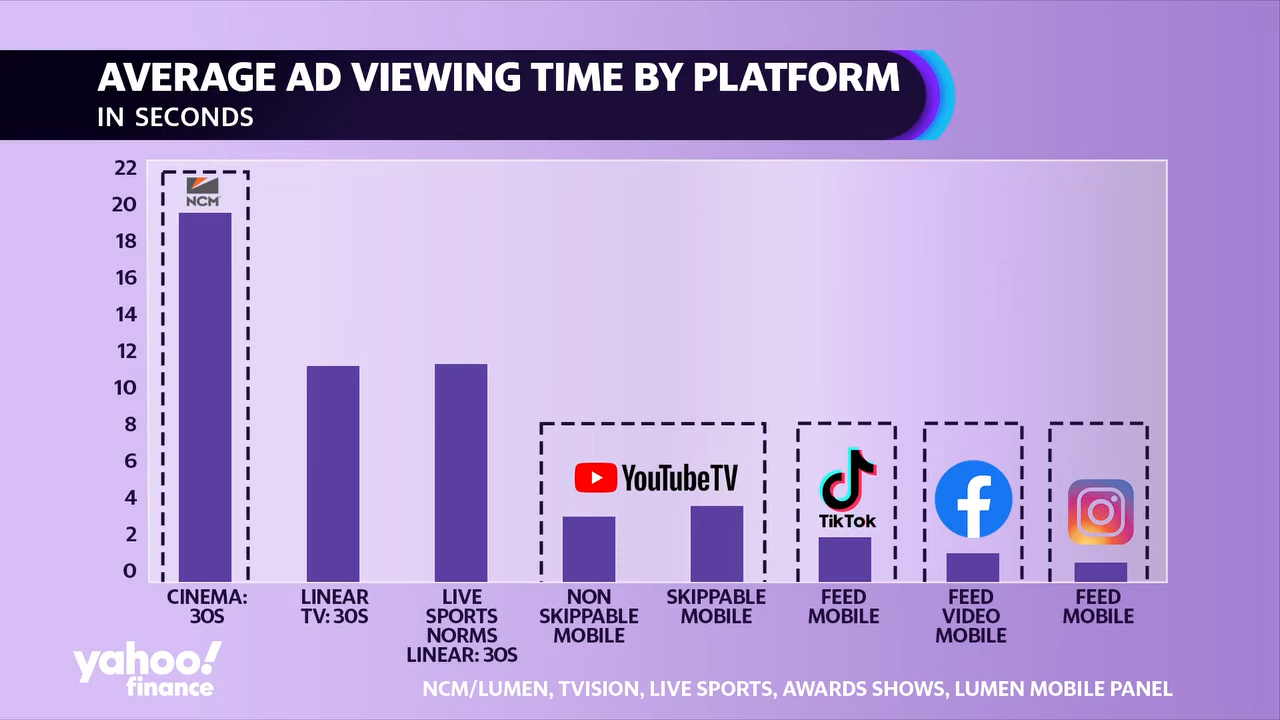 AVERAGE AD VIEWING TIME BY PLATFORM
IN SECONDS
22
20
18
16
14
12
10
8
6
4
2
0
NCM
YouTubeTV
TikTok
CINEMA:
30S
LINEAR
TV: 30S
LIVE
SPORTS
NORMS
LINEAR: 30S
NON
SKIPPABLE
MOBILE
SKIPPABLE
MOBILE
FEED
MOBILE
FEED
VIDEO
MOBILE
FEED
MOBILE
yahoo!
finance
NCM/LUMEN, TVISION, LIVE SPORTS, AWARDS SHOWS, LUMEN MOBILE PANEL